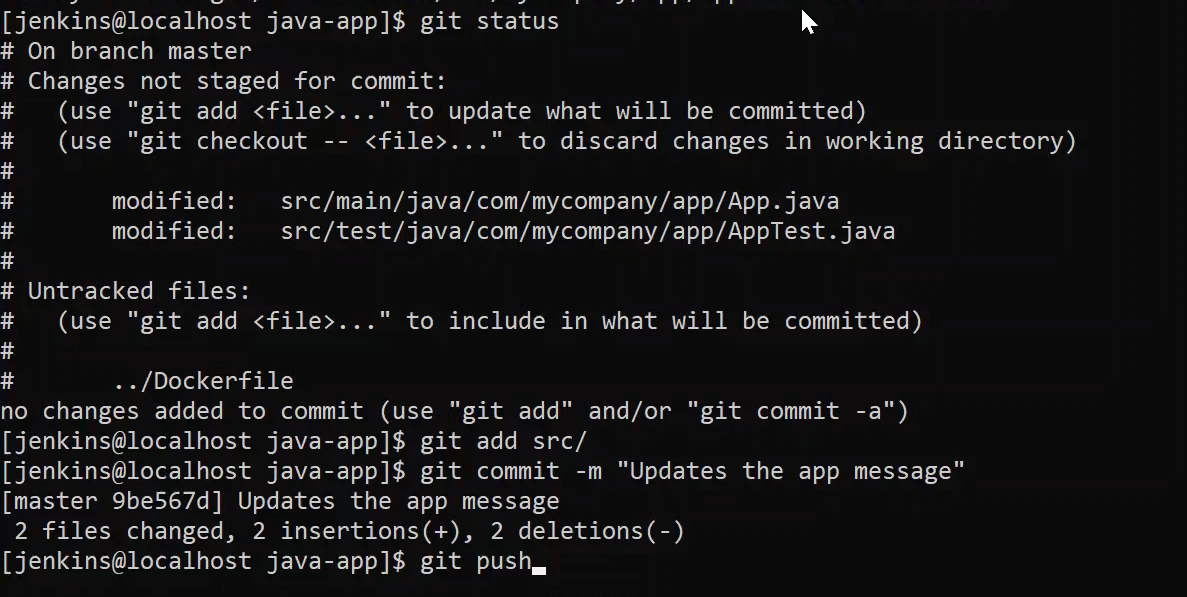 [jenkins@localhost java-app]$ git status
# On branch master
# Changes not staged for commit:
#   (use "git add <file>..." to update what will be committed)
#   (use "git checkout -- <file>..." to discard changes in working directory)
#
#       modified:   src/main/java/com/mycompany/app/App.java
#       modified:   src/test/java/com/mycompany/app/AppTest.java
#
# Untracked files:
#   (use "git add <file>..." to include in what will be committed)
#
#       ../Dockerfile
no changes added to commit (use "git add" and/or "git commit -a")
[jenkins@localhost java-app]$ git add src/
[jenkins@localhost java-app]$ git commit -m "Updates the app message"
[master 9be567d] Updates the app message
 2 files changed, 2 insertions(+), 2 deletions(-)
[jenkins@localhost java-app]$ git push